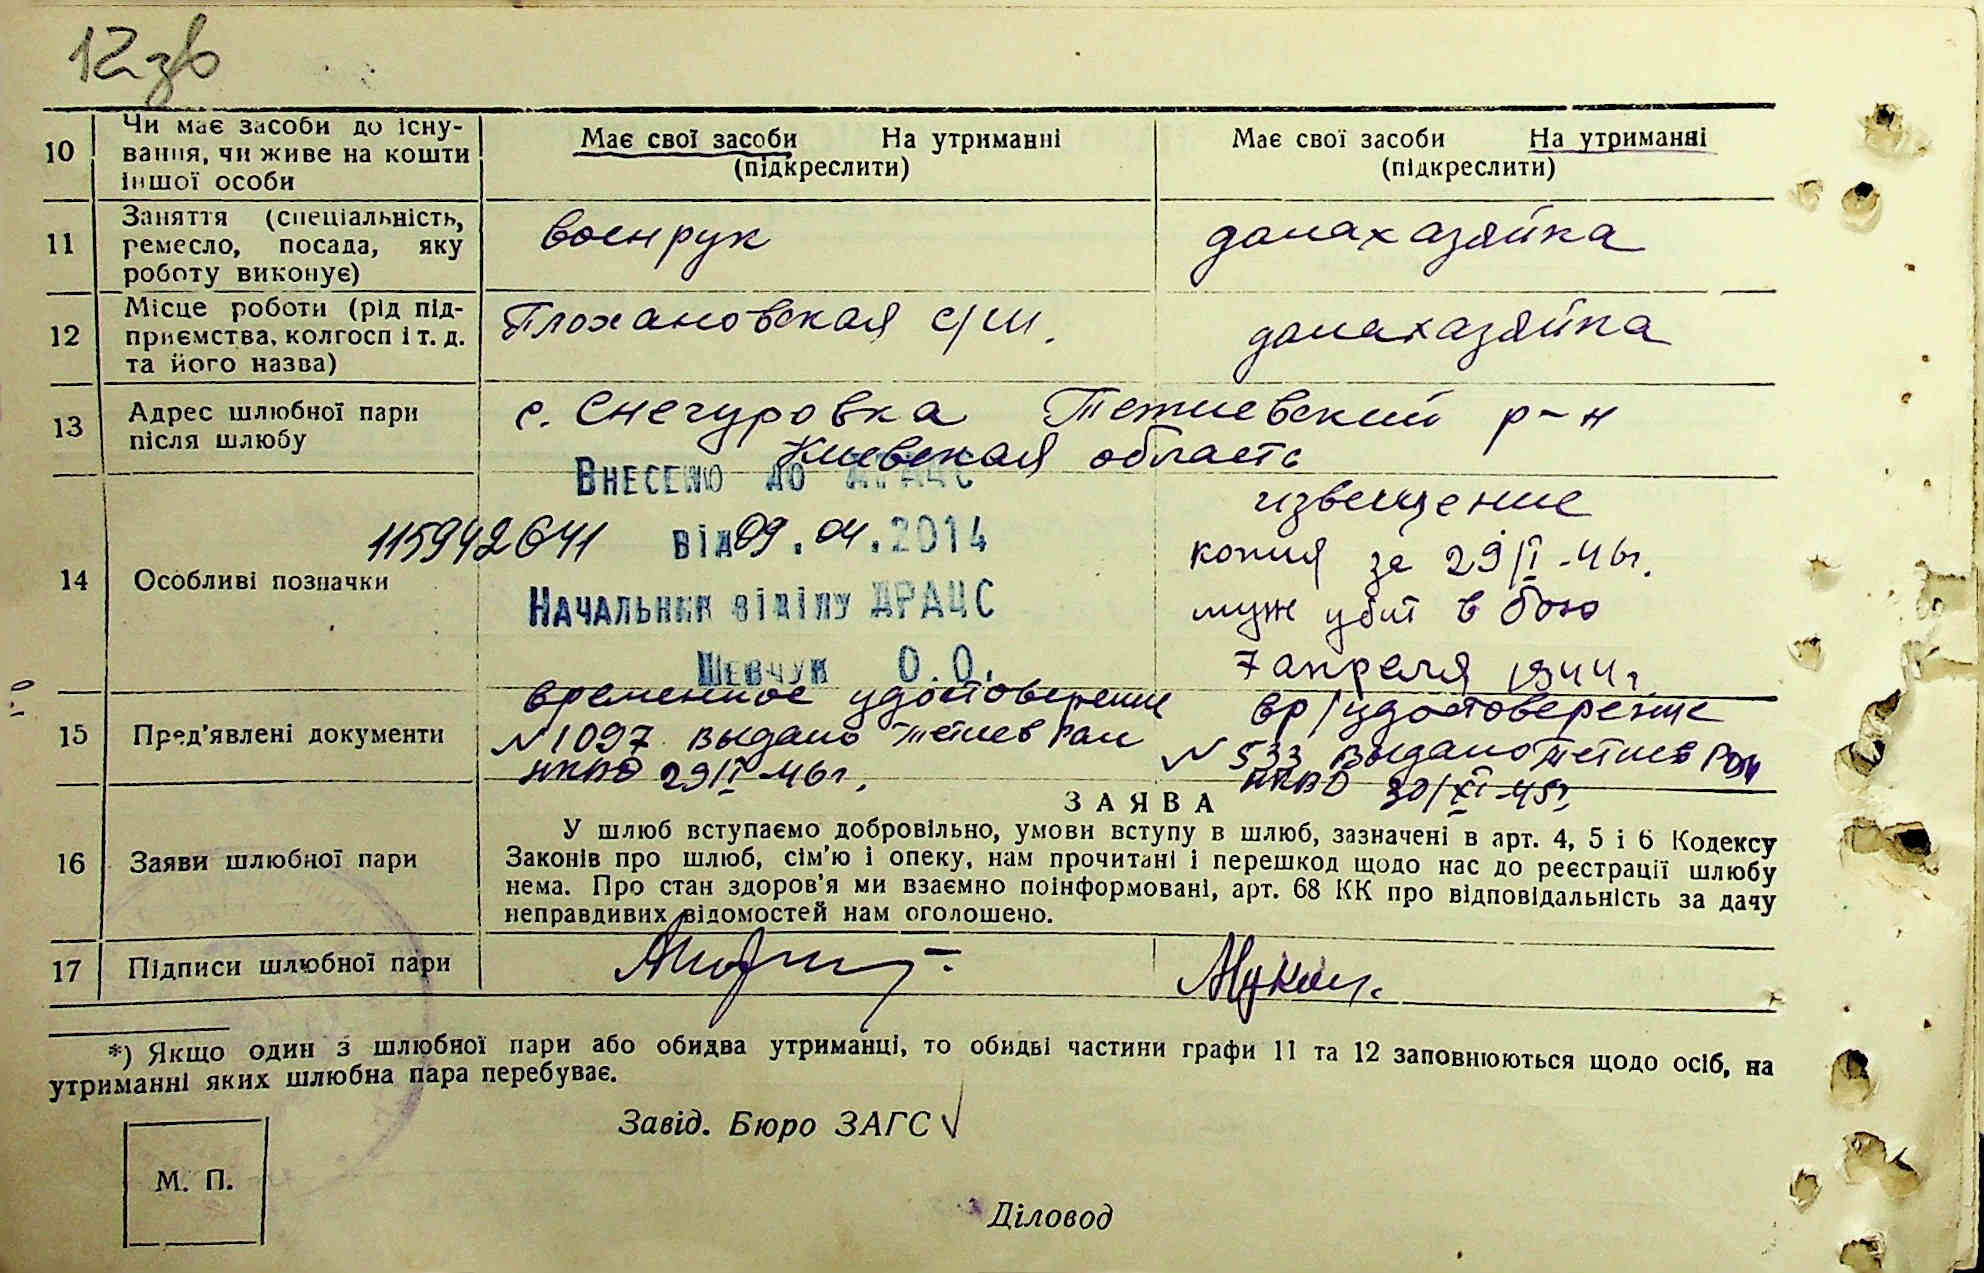 12зв
10 Чи має засоби до існу-
вання, чи живе на кошти
іншої особи
Має свої засоби На утриманні
(підкреслити)
Має свої засоби На утриманні
(підкреслити)
11 Заняття (спеціальність,
ремесло, посада, яку
роботу виконує)
военрук
домахазяйка
12 Місце роботи (рід під-
приємства, колгосп і т. д.
та його назва)
Плохановская с/ш.
домахазяйка
13 Адрес шлюбної пари
після шлюбу
с. Снегуровка Тетиевский р-н
Киевская область
14 Особливі позначки
115942641
Внесено до ДРАЦС
від 09.04.2014
Начальник відділу ДРАЦС
Шевчук О.О.
извещение
копия за 29/I-46г.
муж убит в бою
7 апреля 1944г.
15 Пред'явлені документи
временное удостоверение
№1097 выдано Тетиев Рай
НКВД 29/I-46г.
вр/удостоверение
№ 533 выдано Тетиев
НКВД 30/XI-45г.
16 Заяви шлюбної пари
ЗАЯВА
У шлюб вступаємо добровільно, умови вступу в шлюб, зазначені в арт. 4, 5 і 6 Кодексу
Законів про шлюб, сім'ю і опеку, нам прочитані і перешкод щодо нас до реєстрації шлюбу
нема. Про стан здоров'я ми взаємно поінформовані, арт. 68 КК про відповідальність за дачу
неправдивих відомостей нам оголошено.
17 Підписи шлюбної пари
*) Якщо один з шлюбної пари або обидва утриманці, то обидві частини графи 11 та 12 заповнюються щодо осіб, на
утриманні яких шлюбна пара перебуває.
Завід. Бюро ЗАГС
М. П.
Діловод